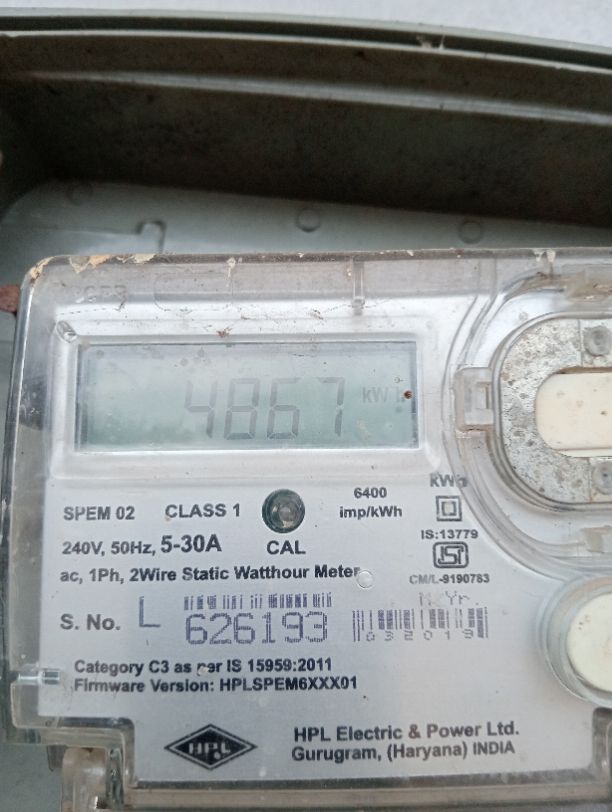 4867 kWh
SPEM 02 CLASS 1
6400
imp/kWh
kWh
240V, 50Hz, 5-30A
CAL
IS:13779
ac, 1Ph, 2Wire Static Watthour Meter
CM/L-9190783
M Yr.
S. No. L 626193
032019
Category C3 as per IS 15959:2011
Firmware Version: HPLSPEM6XXX01
HPL
HPL Electric & Power Ltd.
Gurugram, (Haryana) INDIA